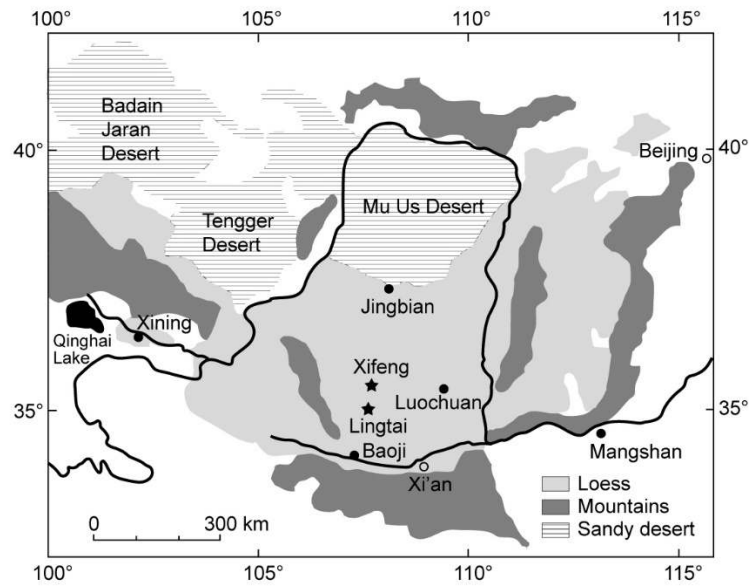 100° 105° 110° 115°
Badain
Jaran
Desert
40° 40°
Beijing
Tengger
Desert
Mu Us Desert
Jingbian
Xining
Qinghai
Lake
Xifeng
Luochuan
35° 35°
Lingtai
Baoji
Mangshan
Xi'an
Loess
Mountains
Sandy desert
0 300 km
100° 105° 110° 115°